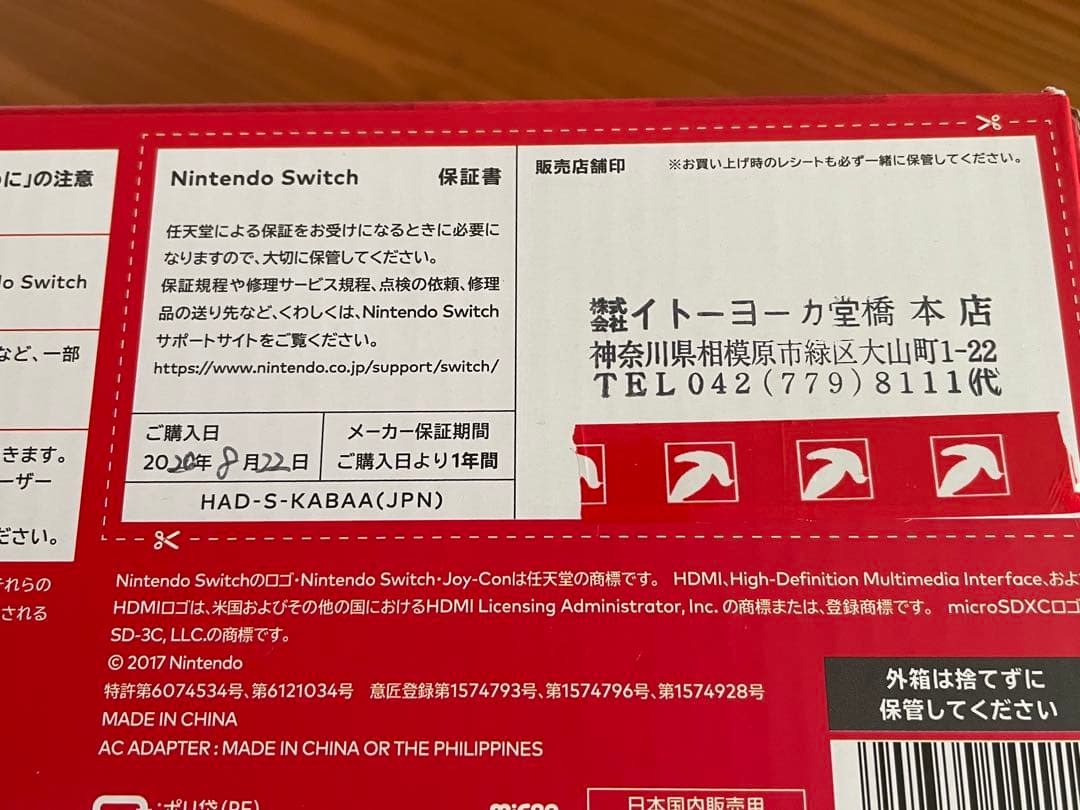 に」の注意
lo Switch
など、一部
きます。
ーザー
ださい。
それらの
される
Nintendo Switch 保証書
任天堂による保証をお受けになるときに必要に
なりますので、大切に保管してください。
保証規程や修理サービス規程、点検の依頼、修理
品の送り先など、くわしくは、Nintendo Switch
サポートサイトをご覧ください。
https://www.nintendo.co.jp/support/switch/
ご購入日
2020年8月22日
メーカー保証期間
ご購入日より1年間
HAD-S-KABAA(JPN)
販売店舗印 ※お買い上げ時のレシートも必ず一緒に保管してください。
株式会社イトーヨーカ堂橋本店
神奈川県相模原市緑区大山町1-22
TEL042(779)8111(代
Nintendo Switchのロゴ・Nintendo Switch・Joy-Conは任天堂の商標です。 HDMI、High-Definition Multimedia Interface、およ
HDMIロゴは、米国およびその他の国におけるHDMI Licensing Administrator, Inc. の商標または、登録商標です。 microSDXCロゴ
SD-3C, LLC.の商標です。
© 2017 Nintendo
特許第6074534号、第6121034号 意匠登録第1574793号、第1574796号、第1574928号
MADE IN CHINA
AC ADAPTER : MADE IN CHINA OR THE PHILIPPINES
外箱は捨てずに
保管してください
:ポリ袋(PE)
micro
日本国内販売用